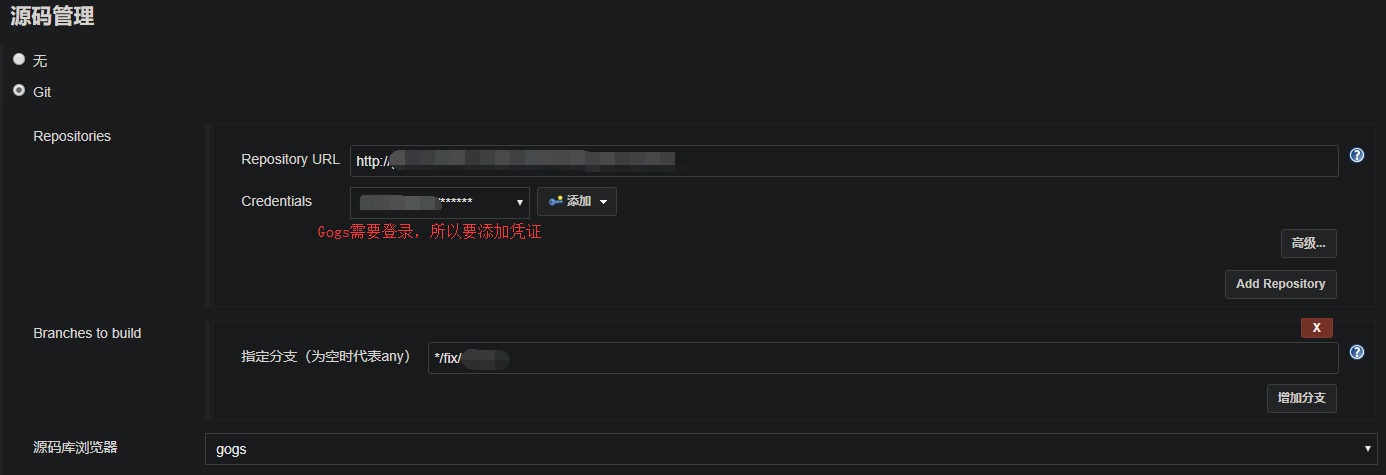 源码管理
无
Git
Repositories
Repository URL http://
Credentials /****** 添加
Gogs需要登录，所以要添加凭证
高级...
Add Repository
Branches to build
X
指定分支（为空时代表any） */fix/
增加分支
源码库浏览器 gogs